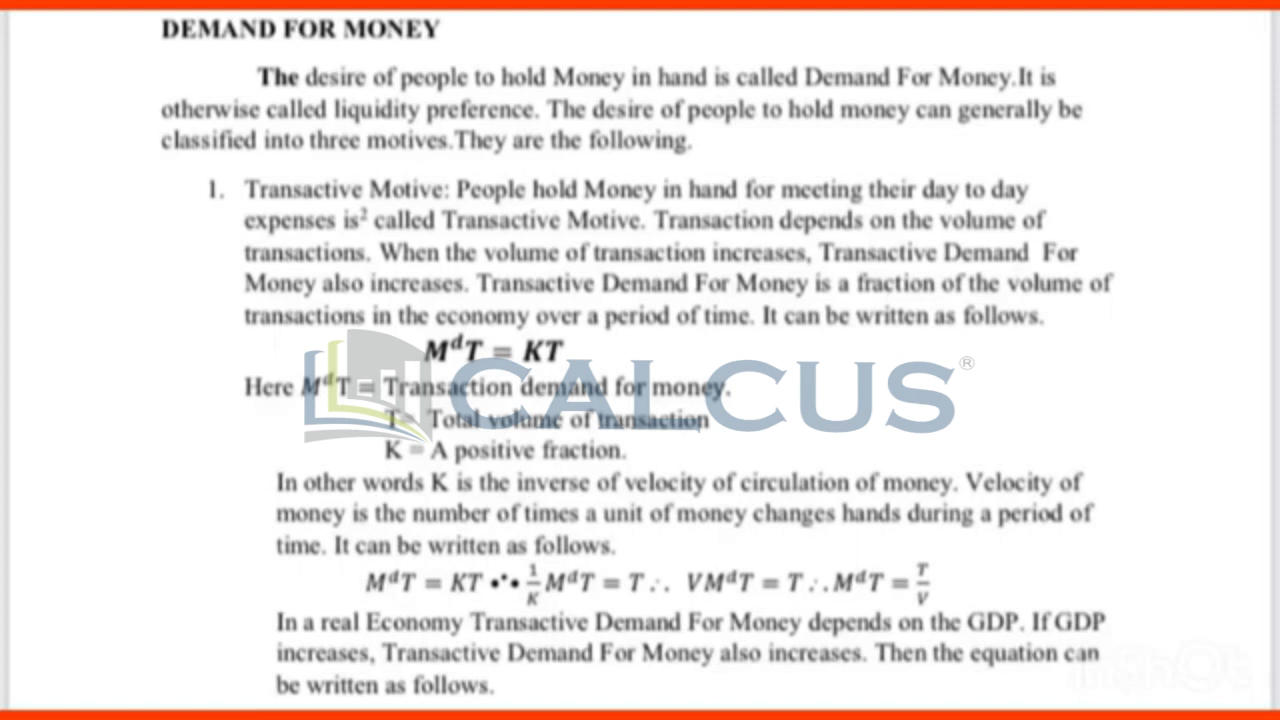 DEMAND FOR MONEY
The desire of people to hold Money in hand is called Demand For Money.It is
otherwise called liquidity preference. The desire of people to hold money can generally be
classified into three motives.They are the following.
1. Transactive Motive: People hold Money in hand for meeting their day to day
expenses is² called Transactive Motive. Transaction depends on the volume of
transactions. When the volume of transaction increases, Transactive Demand For
Money also increases. Transactive Demand For Money is a fraction of the volume of
transactions in the economy over a period of time. It can be written as follows.
MᵈT = KT
CALCUS®
Here MᵈT = Transaction demand for money.
T = Total volume of transaction
K = A positive fraction.
In other words K is the inverse of velocity of circulation of money. Velocity of
money is the number of times a unit of money changes hands during a period of
time. It can be written as follows.
MᵈT = KT ∴ 1/K MᵈT = T ∴ VMᵈT = T ∴ MᵈT = T/V
In a real Economy Transactive Demand For Money depends on the GDP. If GDP
increases, Transactive Demand For Money also increases. Then the equation can
be written as follows.